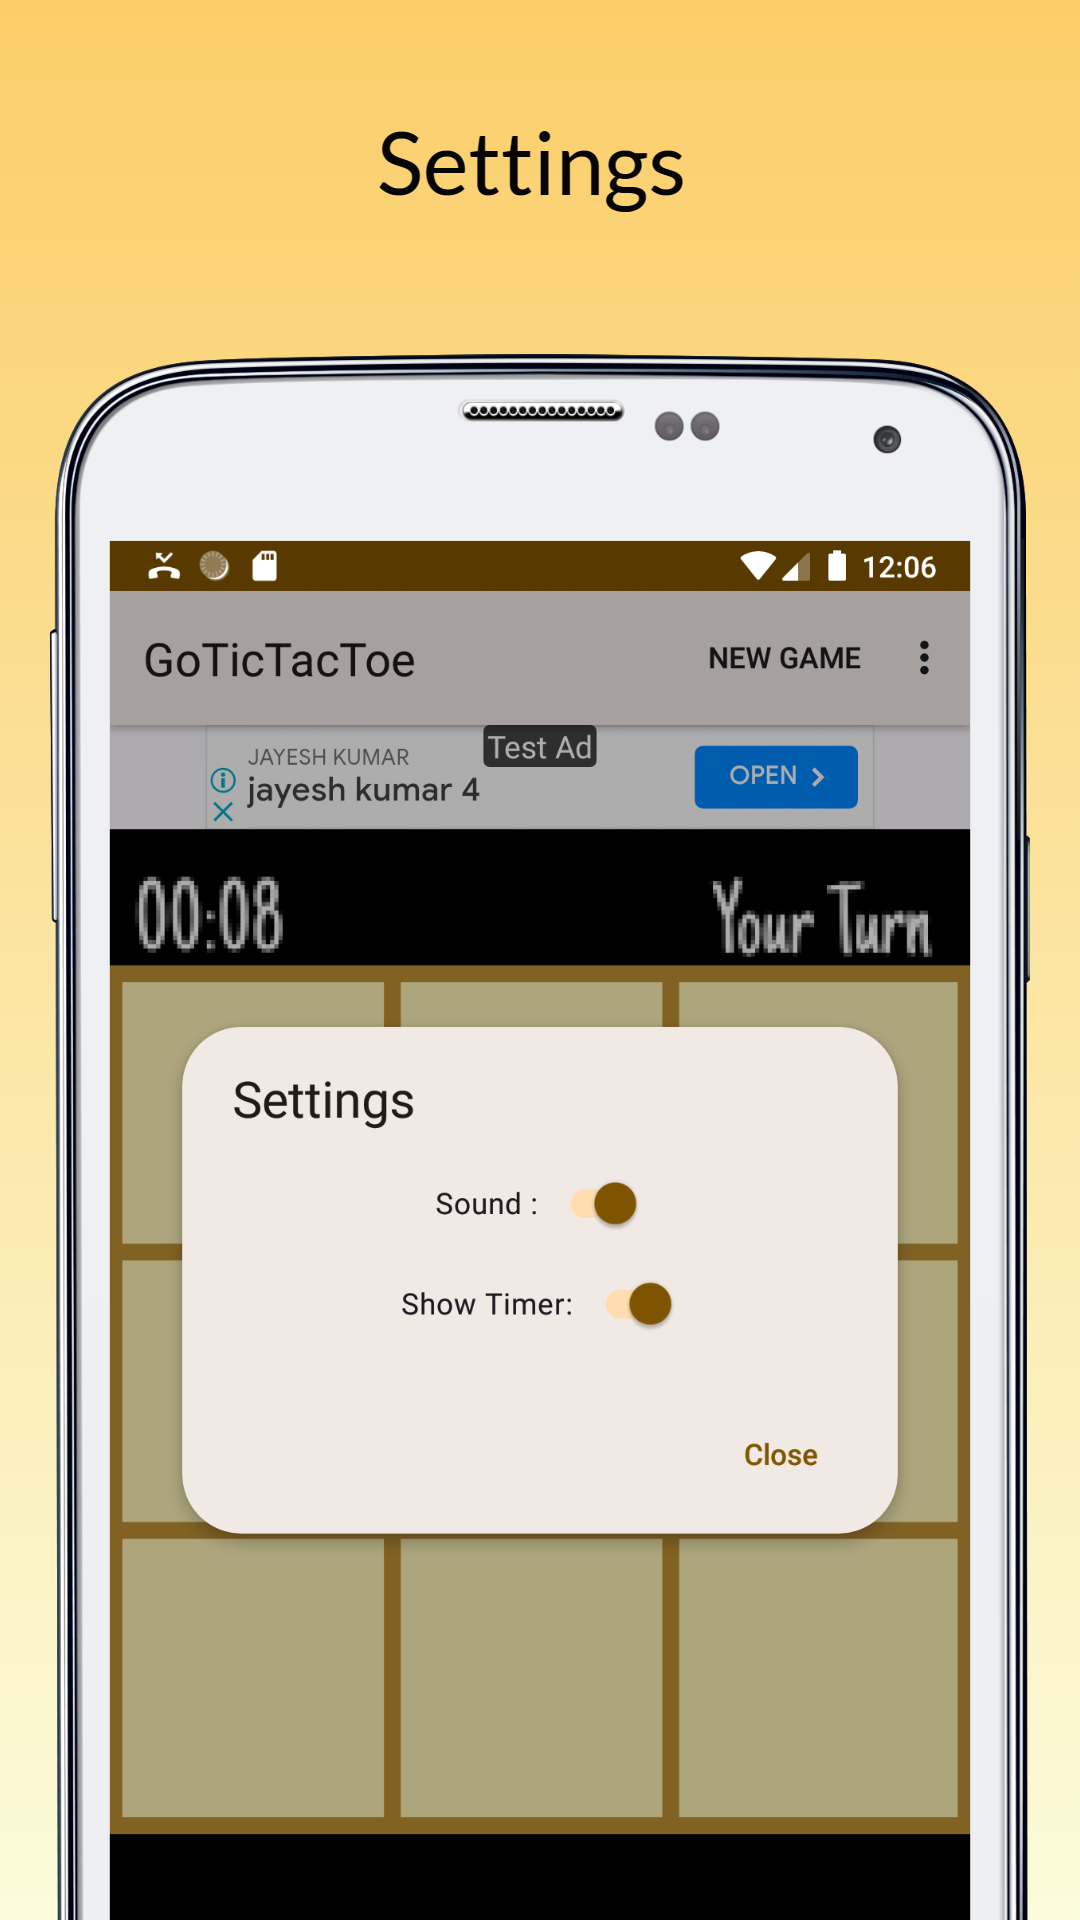 Settings
12:06
GoTicTacToe NEW GAME
Test Ad
JAYESH KUMAR
jayesh kumar 4
OPEN
00:08 Your Turn
Settings
Sound :
Show Timer:
Close